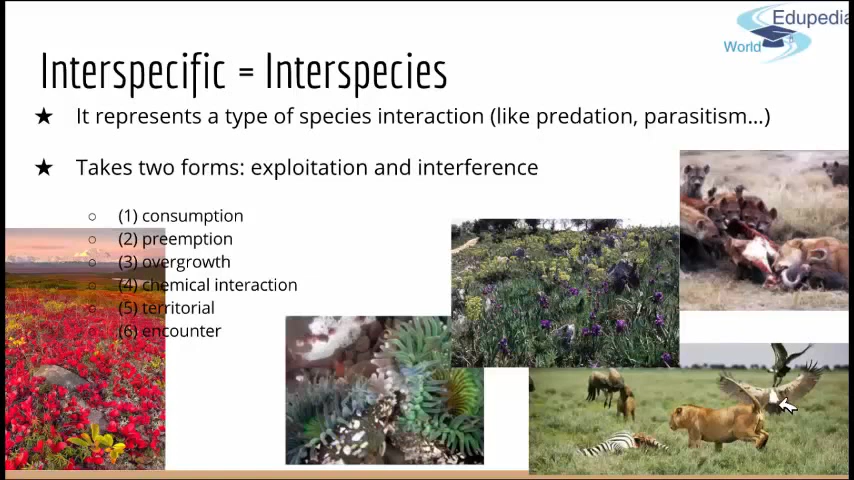 Edupedia
World
Interspecific = Interspecies
★ It represents a type of species interaction (like predation, parasitism...)
★ Takes two forms: exploitation and interference
○ (1) consumption
○ (2) preemption
○ (3) overgrowth
○ (4) chemical interaction
○ (5) territorial
○ (6) encounter